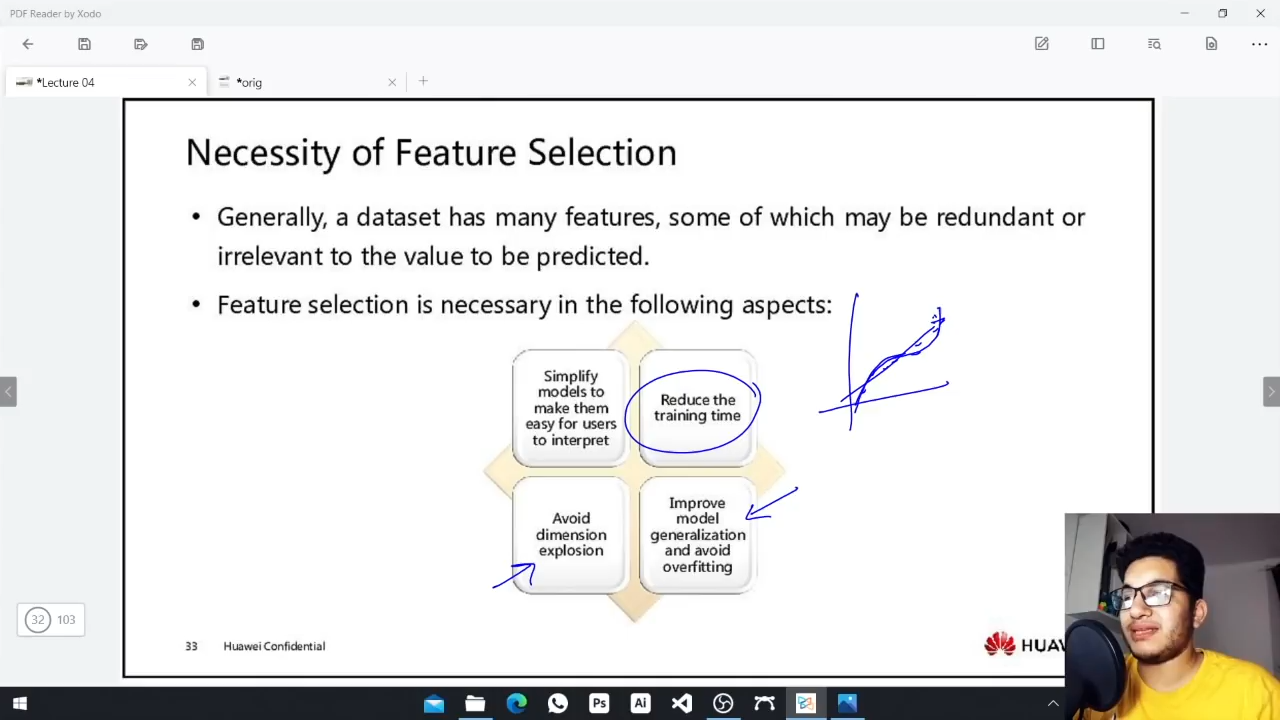 PDF Reader by Xodo
*Lecture 04
*orig
Necessity of Feature Selection
• Generally, a dataset has many features, some of which may be redundant or
irrelevant to the value to be predicted.
• Feature selection is necessary in the following aspects:
Simplify
models to
make them
easy for users
to interpret
Reduce the
training time
Avoid
dimension
explosion
Improve
model
generalization
and avoid
overfitting
32 103
33 Huawei Confidential
HUAW
Ps
Ai